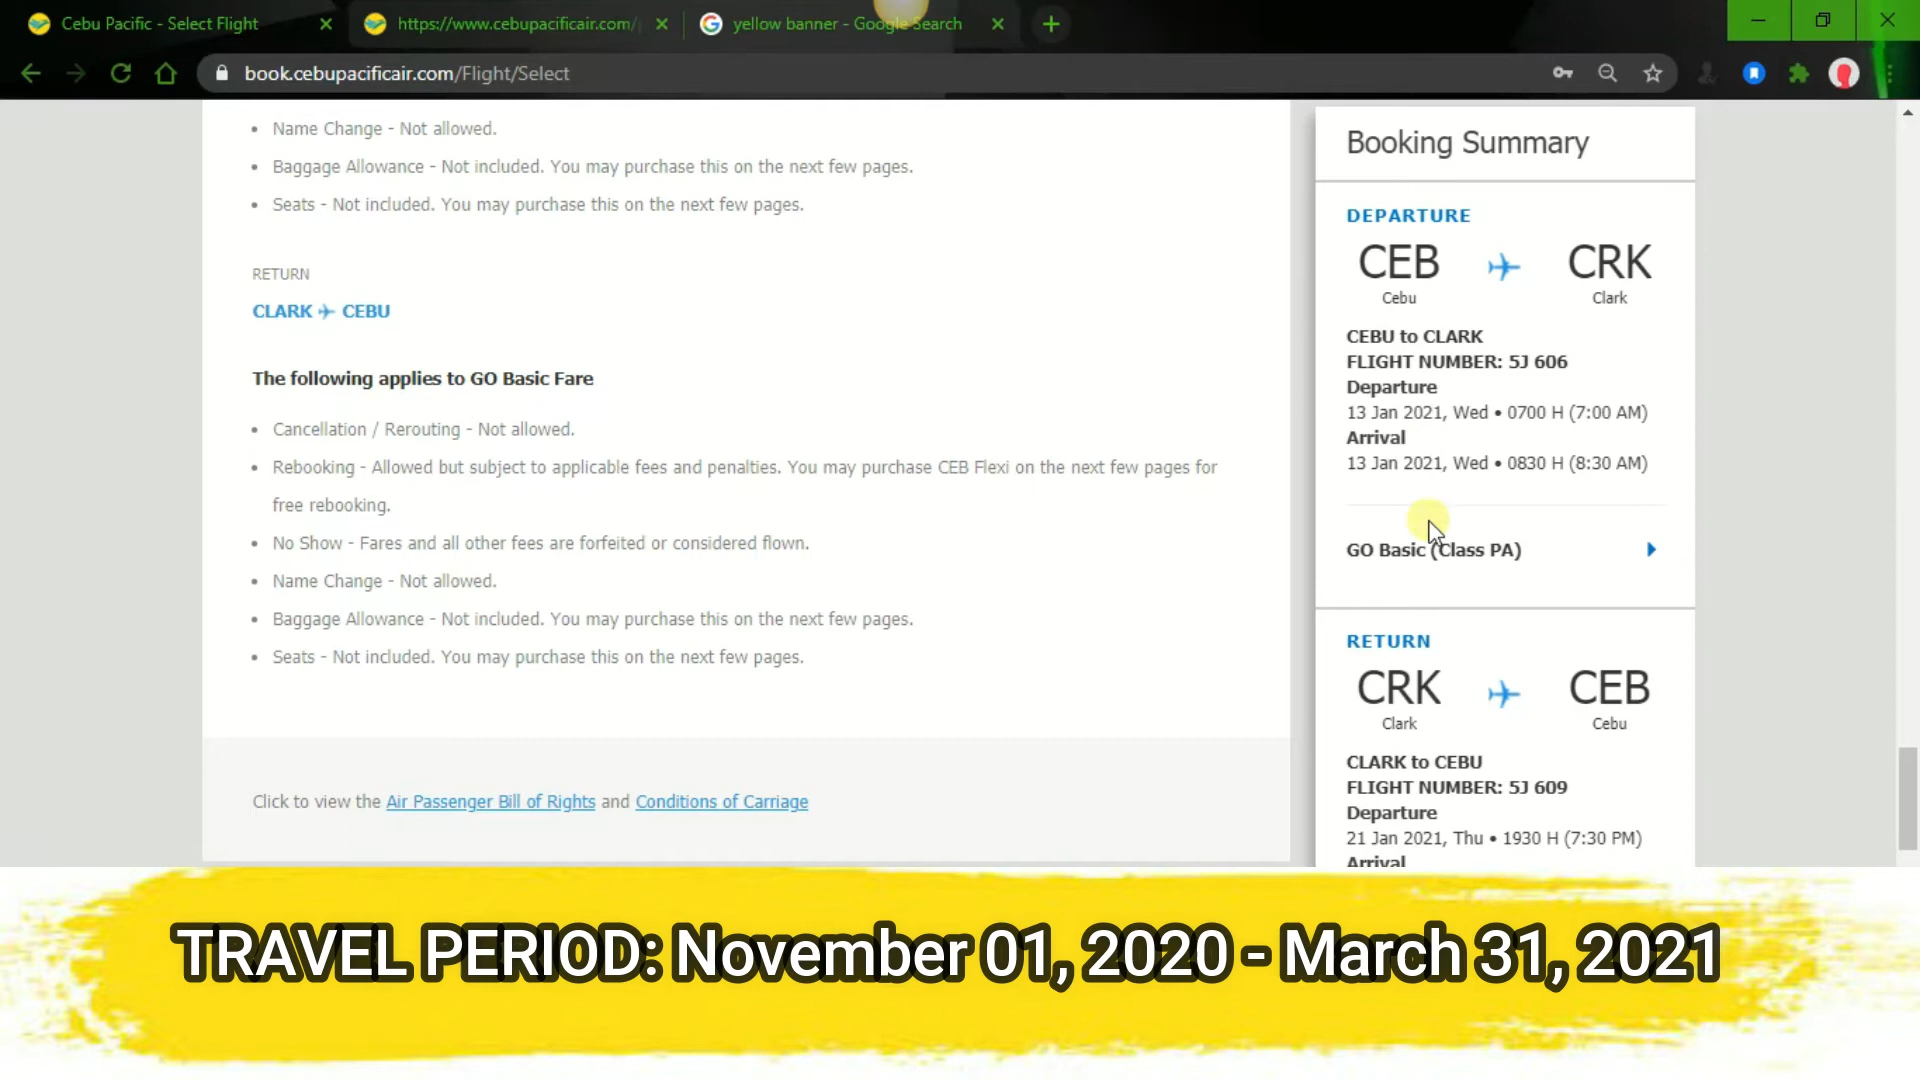 Cebu Pacific - Select Flight
https://www.cebupacificair.com/
yellow banner - Google Search
book.cebupacificair.com/Flight/Select
• Name Change - Not allowed.
• Baggage Allowance - Not included. You may purchase this on the next few pages.
• Seats - Not included. You may purchase this on the next few pages.
RETURN
CLARK CEBU
The following applies to GO Basic Fare
• Cancellation / Rerouting - Not allowed.
• Rebooking - Allowed but subject to applicable fees and penalties. You may purchase CEB Flexi on the next few pages for
free rebooking.
• No Show - Fares and all other fees are forfeited or considered flown.
• Name Change - Not allowed.
• Baggage Allowance - Not included. You may purchase this on the next few pages.
• Seats - Not included. You may purchase this on the next few pages.
Click to view the Air Passenger Bill of Rights and Conditions of Carriage
Booking Summary
DEPARTURE
CEB CRK
Cebu Clark
CEBU to CLARK
FLIGHT NUMBER: 5J 606
Departure
13 Jan 2021, Wed • 0700 H (7:00 AM)
Arrival
13 Jan 2021, Wed • 0830 H (8:30 AM)
GO Basic (Class PA)
RETURN
CRK CEB
Clark Cebu
CLARK to CEBU
FLIGHT NUMBER: 5J 609
Departure
21 Jan 2021, Thu • 1930 H (7:30 PM)
Arrival
TRAVEL PERIOD: November 01, 2020 - March 31, 2021